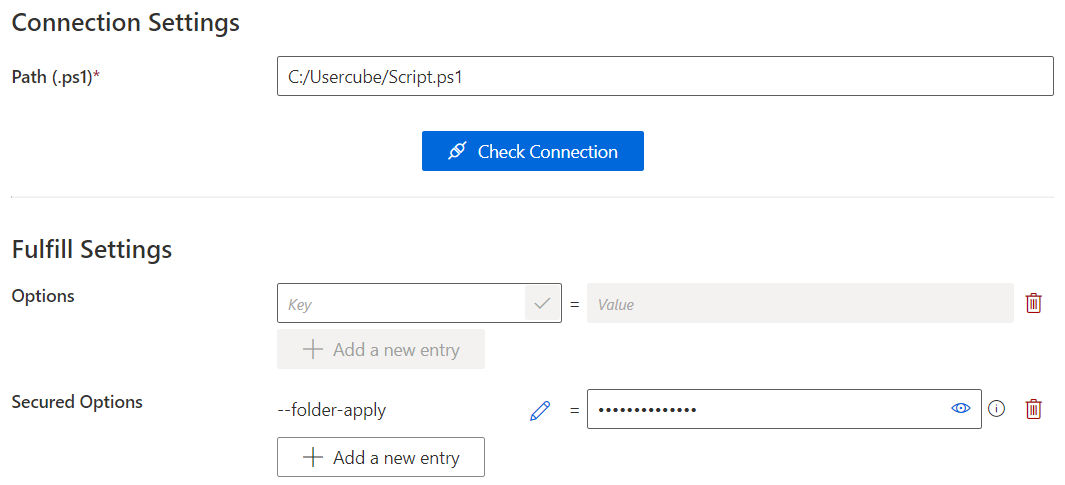 Connection Settings
Path (.ps1)* C:/Usercube/Script.ps1
Check Connection
Fulfill Settings
Options Key = Value
Add a new entry
Secured Options --folder-apply = ••••••••••••••
Add a new entry